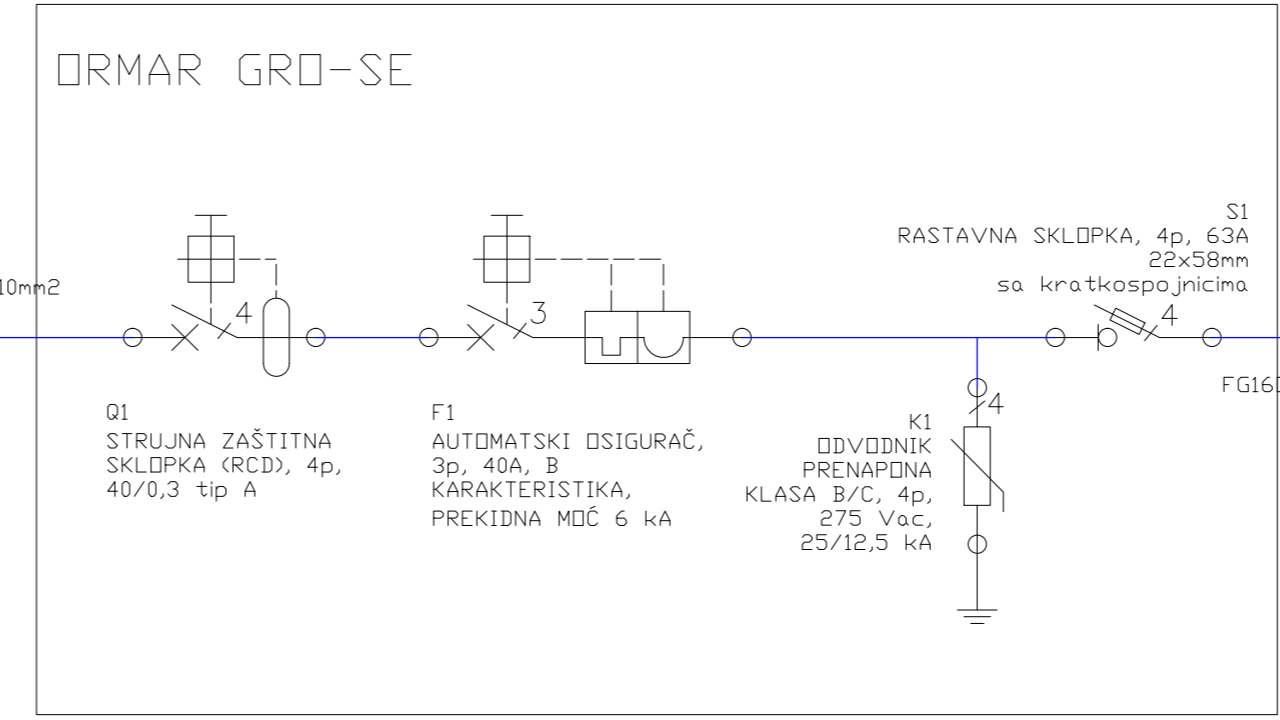 ORMAR GRO-SE
10mm2
4
Q1
STRUJNA ZAŠTITNA
SKLOPKA (RCD), 4p,
40/0,3 tip A
3
F1
AUTOMATSKI OSIGURAČ,
3p, 40A, B
KARAKTERISTIKA,
PREKIDNA MOĆ 6 kA
4
K1
ODVODNIK
PRENAPONA
KLASA B/C, 4p,
275 Vac,
25/12,5 kA
S1
RASTAVNA SKLOPKA, 4p, 63A
22x58mm
sa kratkospojnicima
4